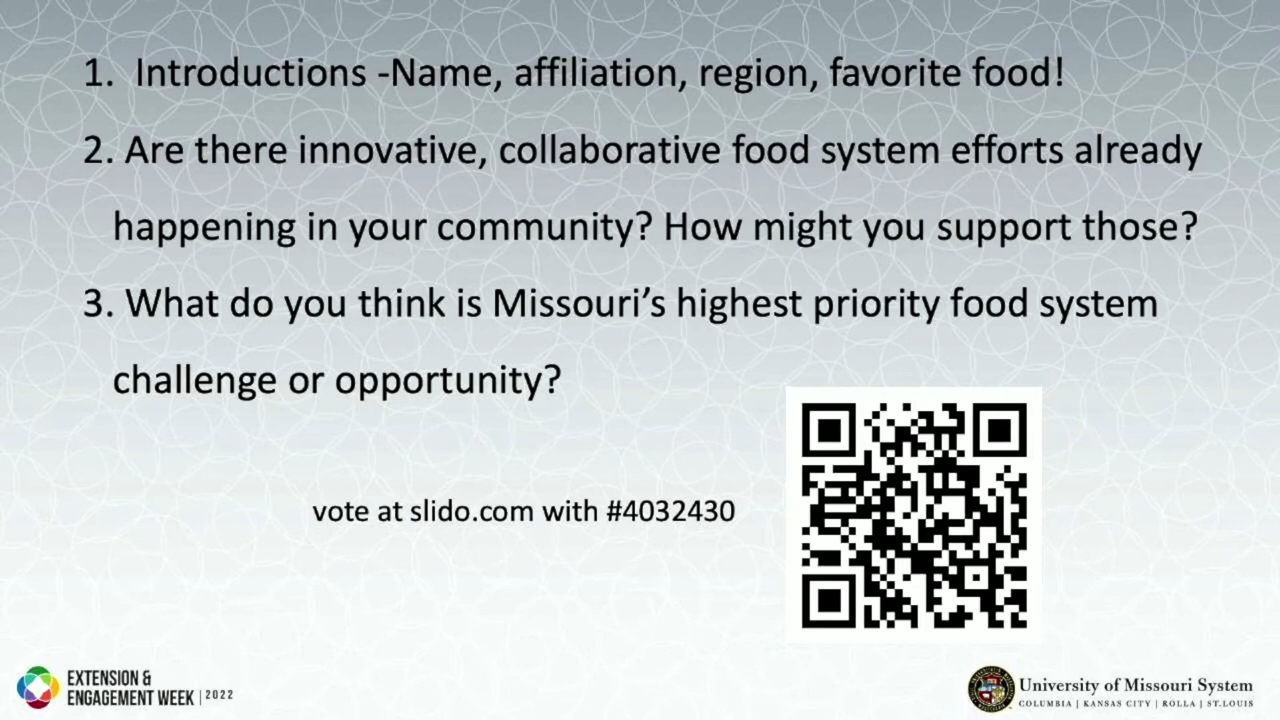 1. Introductions -Name, affiliation, region, favorite food!
2. Are there innovative, collaborative food system efforts already
happening in your community? How might you support those?
3. What do you think is Missouri’s highest priority food system
challenge or opportunity?
vote at slido.com with #4032430
EXTENSION &
ENGAGEMENT WEEK | 2022
University of Missouri System
COLUMBIA | KANSAS CITY | ROLLA | ST.LOUIS